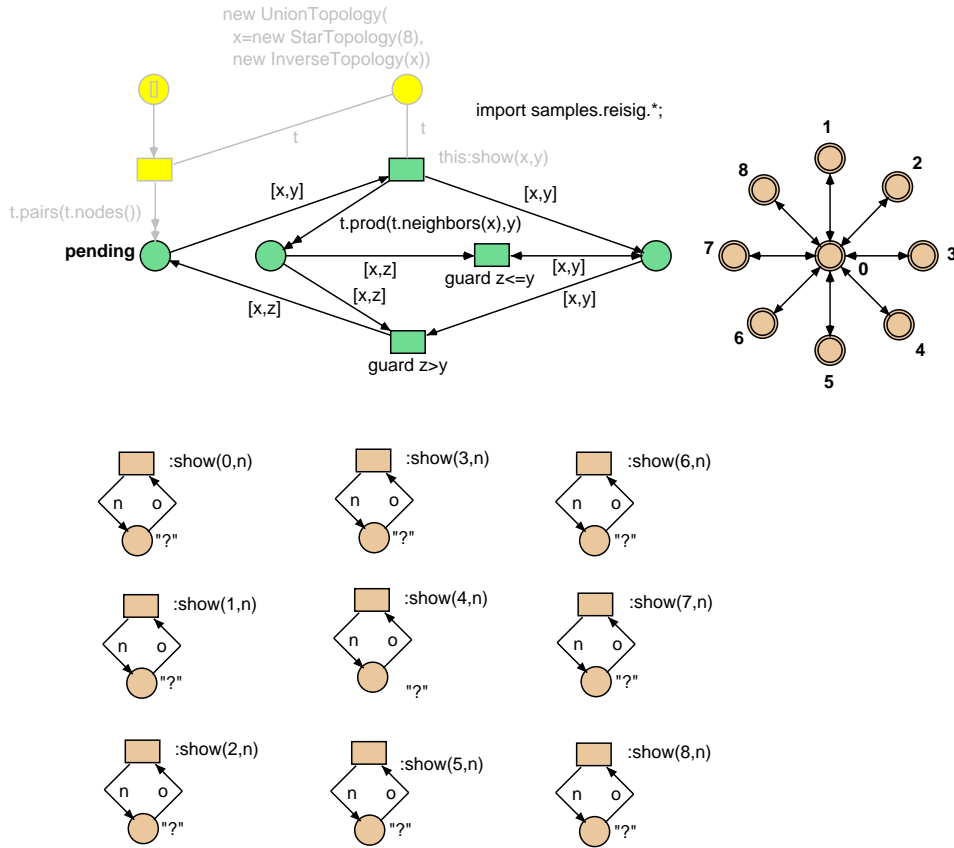 new UnionTopology(
x=new StarTopology(8),
new InverseTopology(x))
[]
import samples.reisig.*;
t
t
this:show(x,y)
[x,y]
[x,y]
t.pairs(t.nodes())
t.prod(t.neighbors(x),y)
pending
[x,z]
[x,y]
guard z<=y
[x,z]
[x,z]
[x,y]
guard z>y
1
8
2
7
0
3
6
4
5
:show(0,n)
n
o
"?"
:show(3,n)
n
o
"?"
:show(6,n)
n
o
"?"
:show(1,n)
n
o
"?"
:show(4,n)
n
o
"?"
:show(7,n)
n
o
"?"
:show(2,n)
n
o
"?"
:show(5,n)
n
o
"?"
:show(8,n)
n
o
"?"